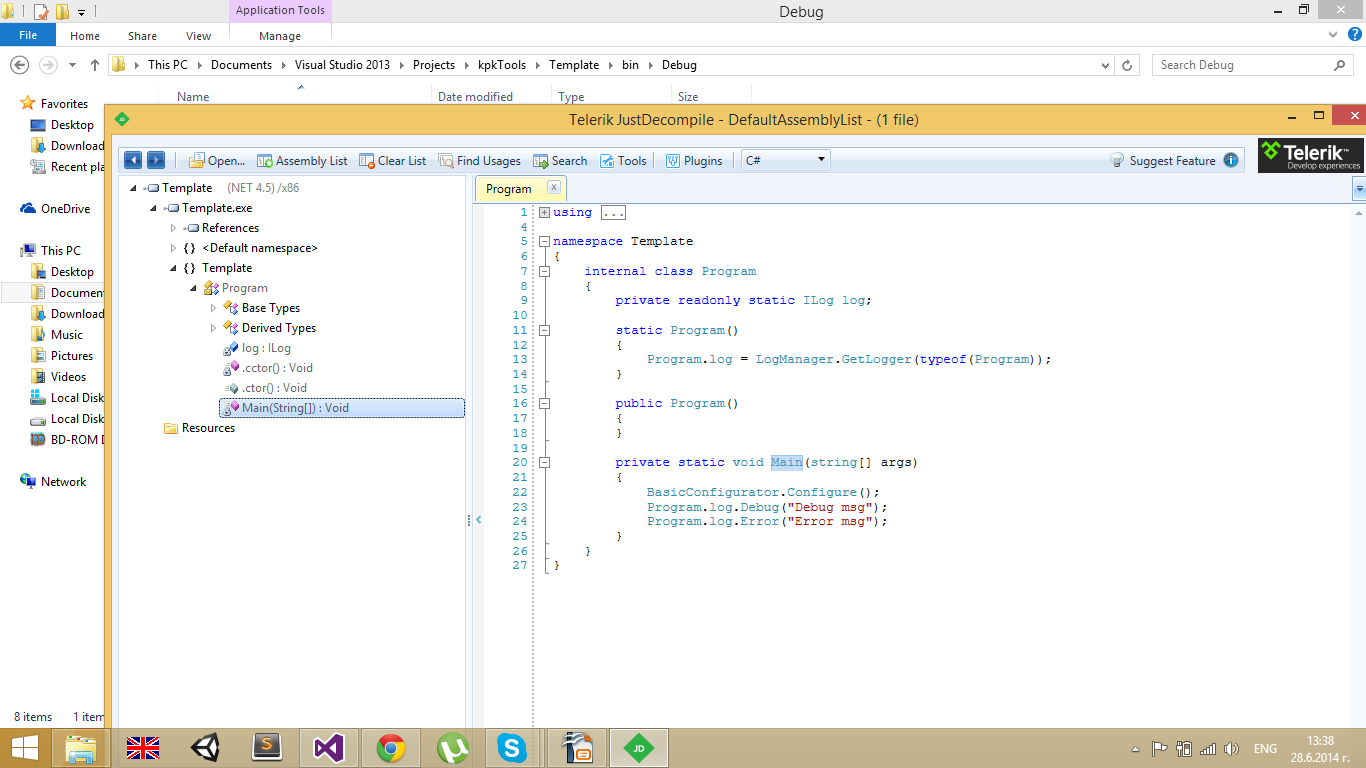 Application Tools
Debug
File Home Share View Manage
This PC Documents Visual Studio 2013 Projects kpkTools Template bin Debug
Search Debug
Name Date modified Type Size
Favorites
Desktop
Download
Recent pla
OneDrive
This PC
Desktop
Documen
Download
Music
Pictures
Videos
Local Disk
Local Disk
BD-ROM D
Network
8 items 1 item
JD
Telerik JustDecompile - DefaultAssemblyList - (1 file)
Open... Assembly List Clear List Find Usages Search Tools Plugins C# Suggest Feature
Telerik™
Develop experiences
Template (NET 4.5) /x86
Template.exe
References
{} <Default namespace>
{} Template
Program
Base Types
Derived Types
log : ILog
.cctor() : Void
.ctor() : Void
Main(String[]) : Void
Resources
Program x
1 using ...
4
5 namespace Template
6 {
7 internal class Program
8 {
9 private readonly static ILog log;
10
11 static Program()
12 {
13 Program.log = LogManager.GetLogger(typeof(Program));
14 }
15
16 public Program()
17 {
18 }
19
20 private static void Main(string[] args)
21 {
22 BasicConfigurator.Configure();
23 Program.log.Debug("Debug msg");
24 Program.log.Error("Error msg");
25 }
26 }
27 }
S
JD
ENG
13:38
28.6.2014 г.